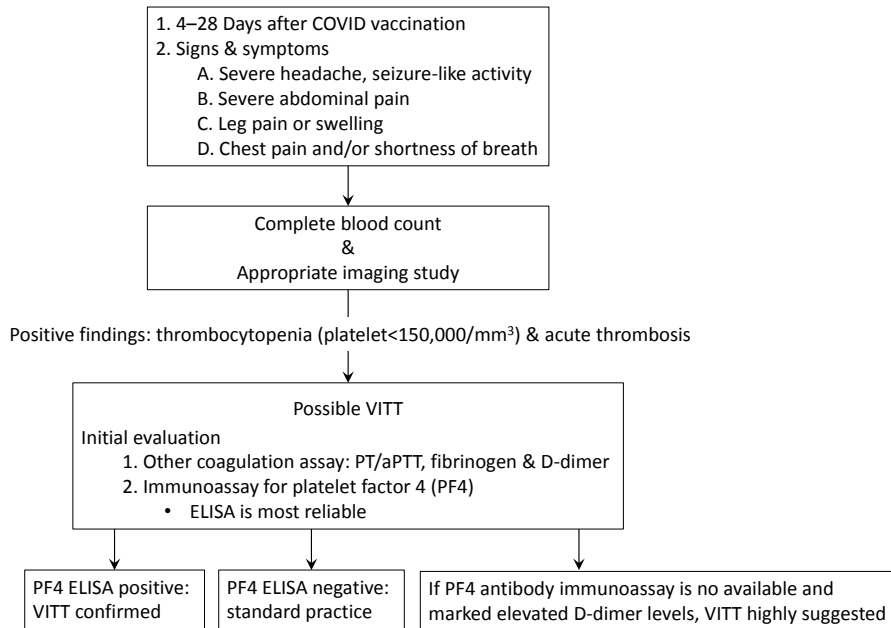 1. 4–28 Days after COVID vaccination
2. Signs & symptoms
A. Severe headache, seizure-like activity
B. Severe abdominal pain
C. Leg pain or swelling
D. Chest pain and/or shortness of breath
Complete blood count
&
Appropriate imaging study
Positive findings: thrombocytopenia (platelet<150,000/mm³) & acute thrombosis
Possible VITT
Initial evaluation
1. Other coagulation assay: PT/aPTT, fibrinogen & D-dimer
2. Immunoassay for platelet factor 4 (PF4)
• ELISA is most reliable
PF4 ELISA positive:
VITT confirmed
PF4 ELISA negative:
standard practice
If PF4 antibody immunoassay is no available and
marked elevated D-dimer levels, VITT highly suggested